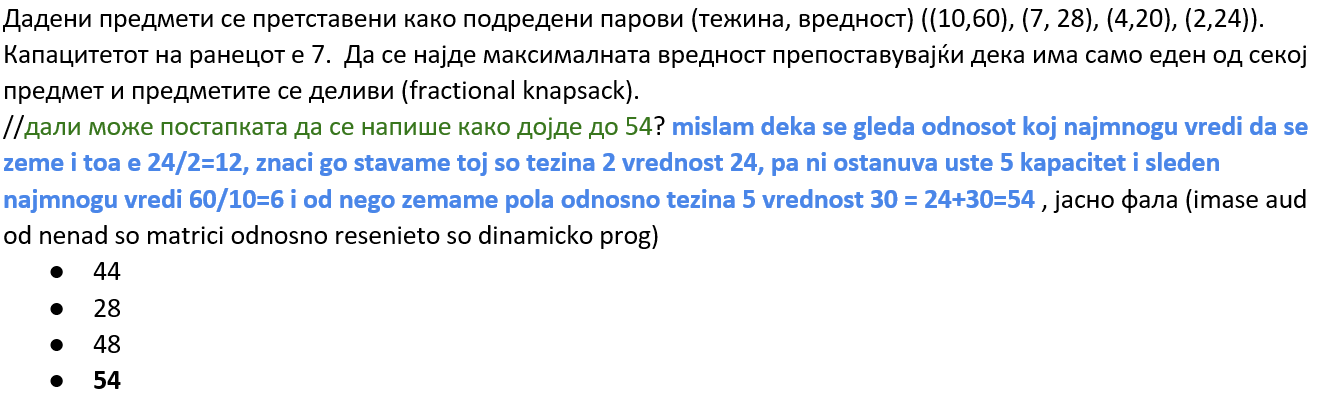 Дадени предмети се претставени како подредени парови (тежина, вредност) ((10,60), (7, 28), (4,20), (2,24)).
Капацитетот на ранецот е 7.  Да се најде максималната вредност препоставувајќи дека има само еден од секој
предмет и предметите се деливи (fractional knapsack).
//дали може постапката да се напише како дојде до 54? mislam deka se gleda odnosot koj najmnogu vredi da se
zeme i toa e 24/2=12, znaci go stavame toj so tezina 2 vrednost 24, pa ni ostanuva uste 5 kapacitet i sleden
najmnogu vredi 60/10=6 i od nego zemame pola odnosno tezina 5 vrednost 30 = 24+30=54 , јасно фала (imase aud
od nenad so matrici odnosno resenieto so dinamicko prog)
● 44
● 28
● 48
● 54